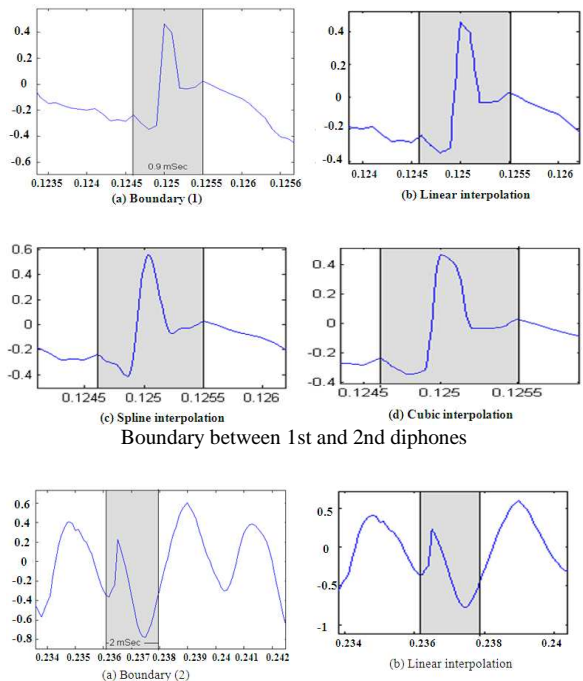 0.4
0.2
0
-0.2
-0.4
-0.6
0.9 mSec
0.1235 0.124 0.1245 0.125 0.1255 0.126 0.1256
(a) Boundary (1)
0.4
0.2
0
-0.2
-0.4
0.124 0.1245 0.125 0.1255 0.126
(b) Linear interpolation
0.6
0.4
0.2
0
-0.2
-0.4
0.1245 0.125 0.1255 0.126
(c) Spline interpolation
0.4
0.2
0
-0.2
-0.4
0.1245 0.125 0.1255
(d) Cubic interpolation
Boundary between 1st and 2nd diphones
0.6
0.4
0.2
0
-0.2
-0.4
-0.6
-0.8
-2 mSec
0.234 0.235 0.236 0.237 0.238 0.239 0.24 0.241 0.242
(a) Boundary (2)
0.5
0
-0.5
-1
0.234 0.236 0.238 0.24
(b) Linear interpolation